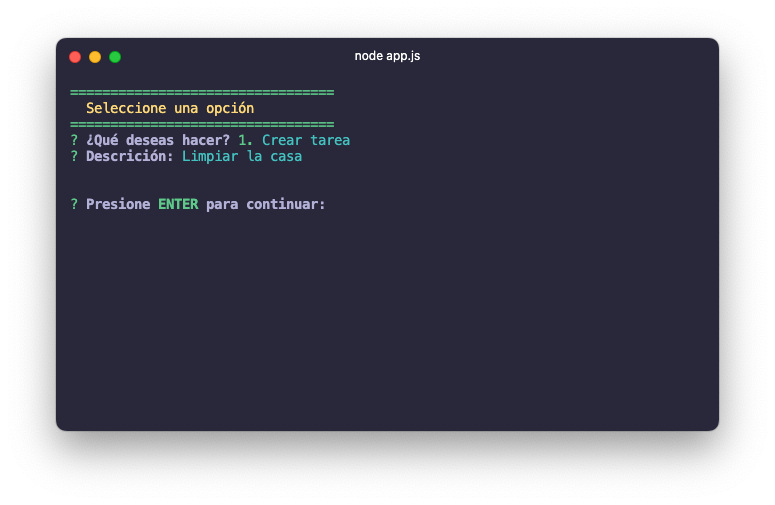 node app.js
=================================
Seleccione una opción
=================================
? ¿Qué deseas hacer? 1. Crear tarea
? Descrición: Limpiar la casa
? Presione ENTER para continuar: